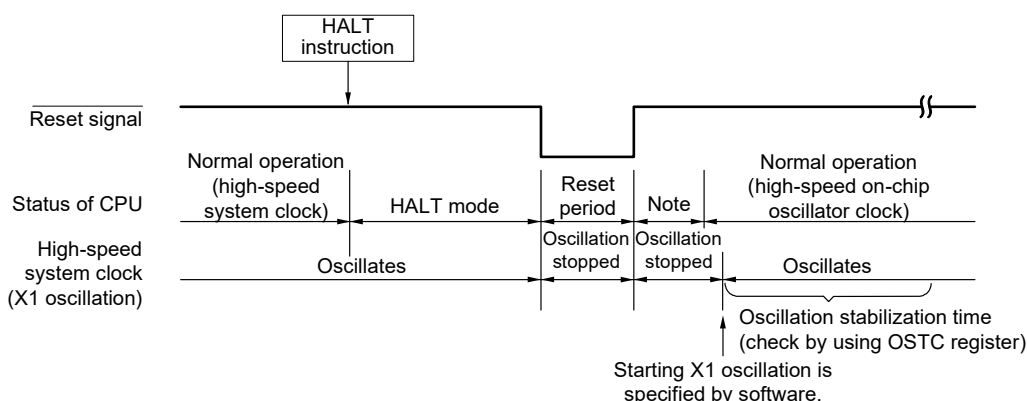 HALT
instruction
Reset signal
Normal operation
(high-speed
system clock)
Status of CPU
HALT mode
Reset
period
Note
Normal operation
(high-speed on-chip
oscillator clock)
High-speed
system clock
(X1 oscillation)
Oscillates
Oscillation
stopped
Oscillation
stopped
Oscillates
Oscillation stabilization time
(check by using OSTC register)
Starting X1 oscillation is
specified by software.